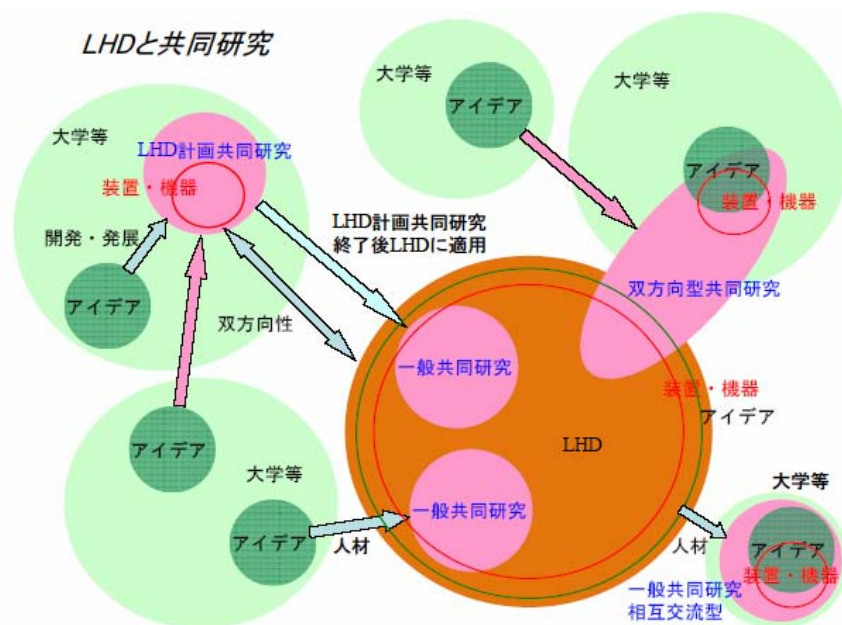 LHDと共同研究
大学等
アイデア
大学等
アイデア
装置・機器
大学等
LHD計画共同研究
装置・機器
開発・発展
アイデア
LHD計画共同研究
終了後LHDに適用
双方向性
双方向型共同研究
一般共同研究
装置・機器
アイデア
LHD
アイデア
大学等
アイデア
人材
一般共同研究
人材
大学等
アイデア
装置・機器
一般共同研究
相互交流型